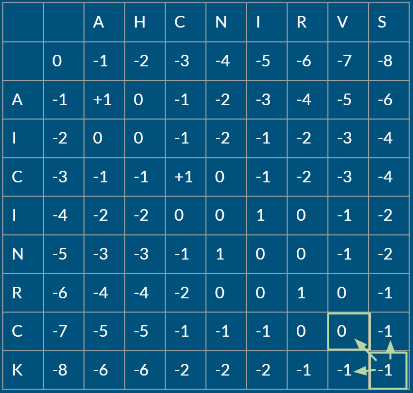 A H C N I R V S
0 -1 -2 -3 -4 -5 -6 -7 -8
A -1 +1 0 -1 -2 -3 -4 -5 -6
I -2 0 0 -1 -2 -1 -2 -3 -4
C -3 -1 -1 +1 0 -1 -2 -3 -4
I -4 -2 -2 0 0 1 0 -1 -2
N -5 -3 -3 -1 1 0 0 -1 -2
R -6 -4 -4 -2 0 0 1 0 -1
C -7 -5 -5 -1 -1 -1 0 0 -1
K -8 -6 -6 -2 -2 -2 -1 -1 -1